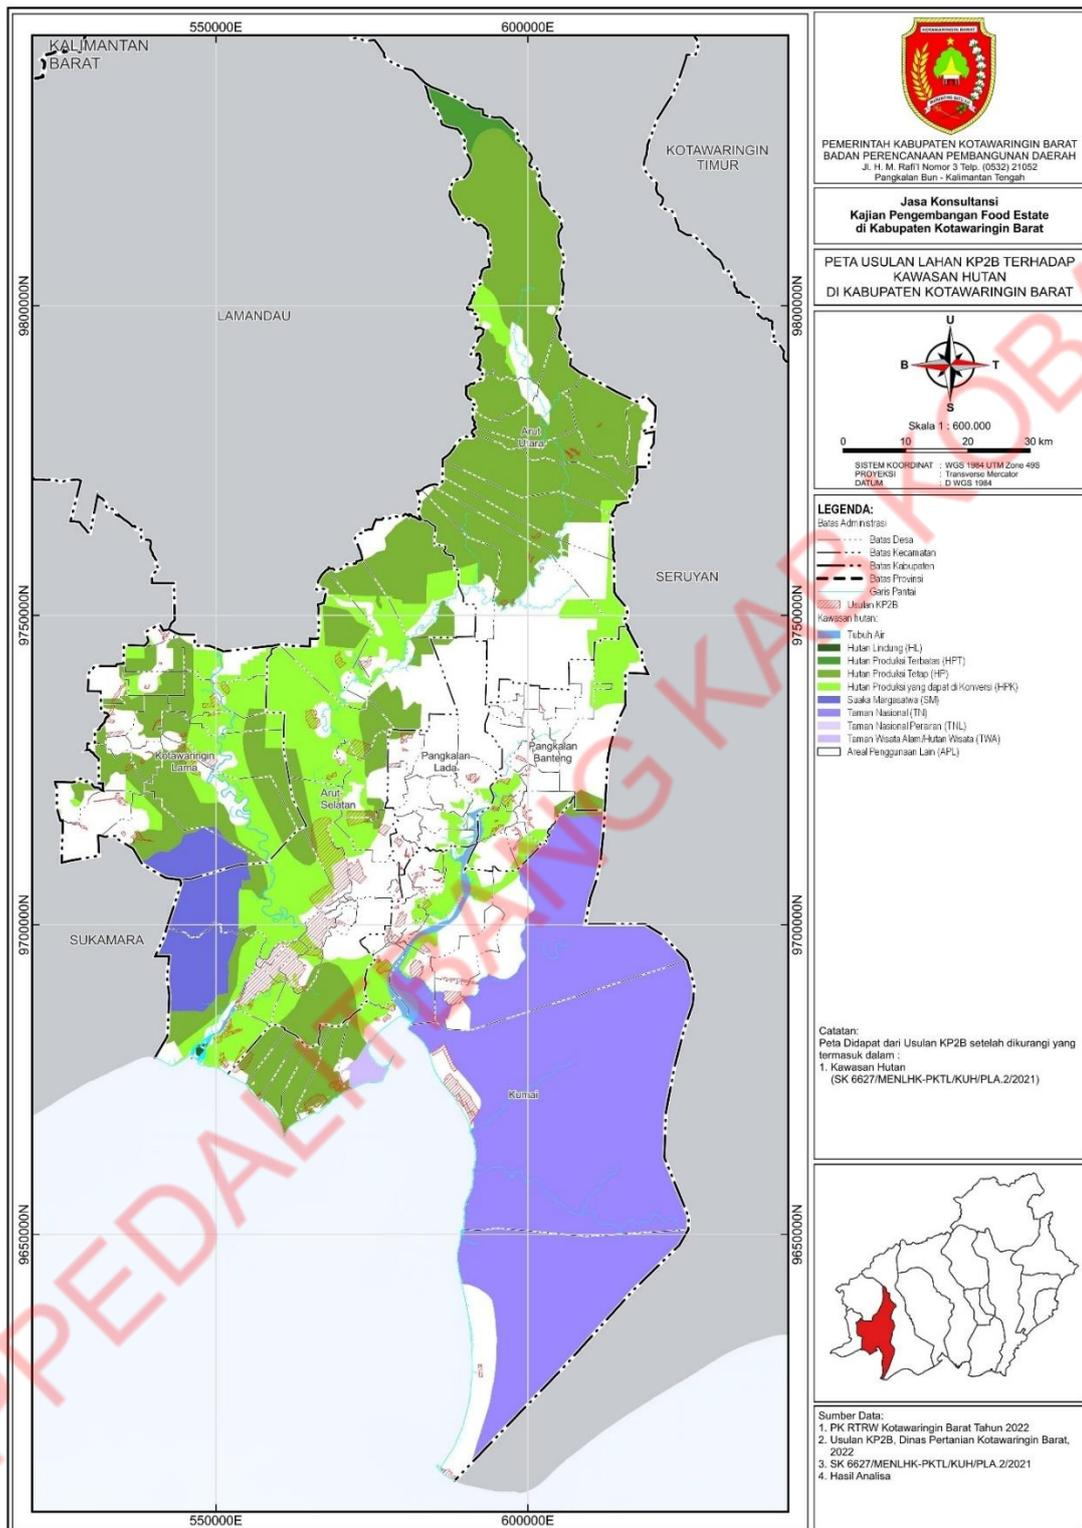 KOTAWARINGIN BARAT
PEMERINTAH KABUPATEN KOTAWARINGIN BARAT
BADAN PERENCANAAN PEMBANGUNAN DAERAH
Jl. H. M. Rafi'I Nomor 3 Telp. (0532) 21052
Pangkalan Bun - Kalimantan Tengah
Jasa Konsultansi
Kajian Pengembangan Food Estate
di Kabupaten Kotawaringin Barat
PETA USULAN LAHAN KP2B TERHADAP
KAWASAN HUTAN
DI KABUPATEN KOTAWARINGIN BARAT
U
B
T
S
Skala 1 : 600.000
0 10 20 30 km
SISTEM KOORDINAT : WGS 1984 UTM Zone 49S
PROYEKSI : Transverse Mercator
DATUM : D WGS 1984
LEGENDA:
Batas Administrasi
Batas Desa
Batas Kecamatan
Batas Kabupaten
Batas Provinsi
Garis Pantai
Usulan KP2B
Kawasan hutan:
Tubuh Air
Hutan Lindung (HL)
Hutan Produksi Terbatas (HPT)
Hutan Produksi Tetap (HP)
Hutan Produksi yang dapat di Konversi (HPK)
Suaka Margasatwa (SM)
Taman Nasional (TN)
Taman Nasional Perairan (TNL)
Taman Wisata Alam/Hutan Wisata (TWA)
Areal Penggunaan Lain (APL)
Catatan:
Peta Didapat dari Usulan KP2B setelah dikurangi yang
termasuk dalam :
1. Kawasan Hutan
(SK 6627/MENLHK-PKTL/KUH/PLA.2/2021)
Sumber Data:
1. PK RTRW Kotawaringin Barat Tahun 2022
2. Usulan KP2B, Dinas Pertanian Kotawaringin Barat,
2022
3. SK 6627/MENLHK-PKTL/KUH/PLA.2/2021
4. Hasil Analisa
550000E
600000E
KALIMANTAN
BARAT
KOTAWARINGIN
TIMUR
LAMANDAU
SERUYAN
SUKAMARA
Arut
Utara
Kotawaringin
Lama
Arut
Selatan
Pangkalan
Lada
Pangkalan
Banteng
Kumai
9800000N
9750000N
9700000N
9650000N
9800000N
9750000N
9700000N
9650000N
550000E
600000E
PPEDALITBANG KAB KOBA